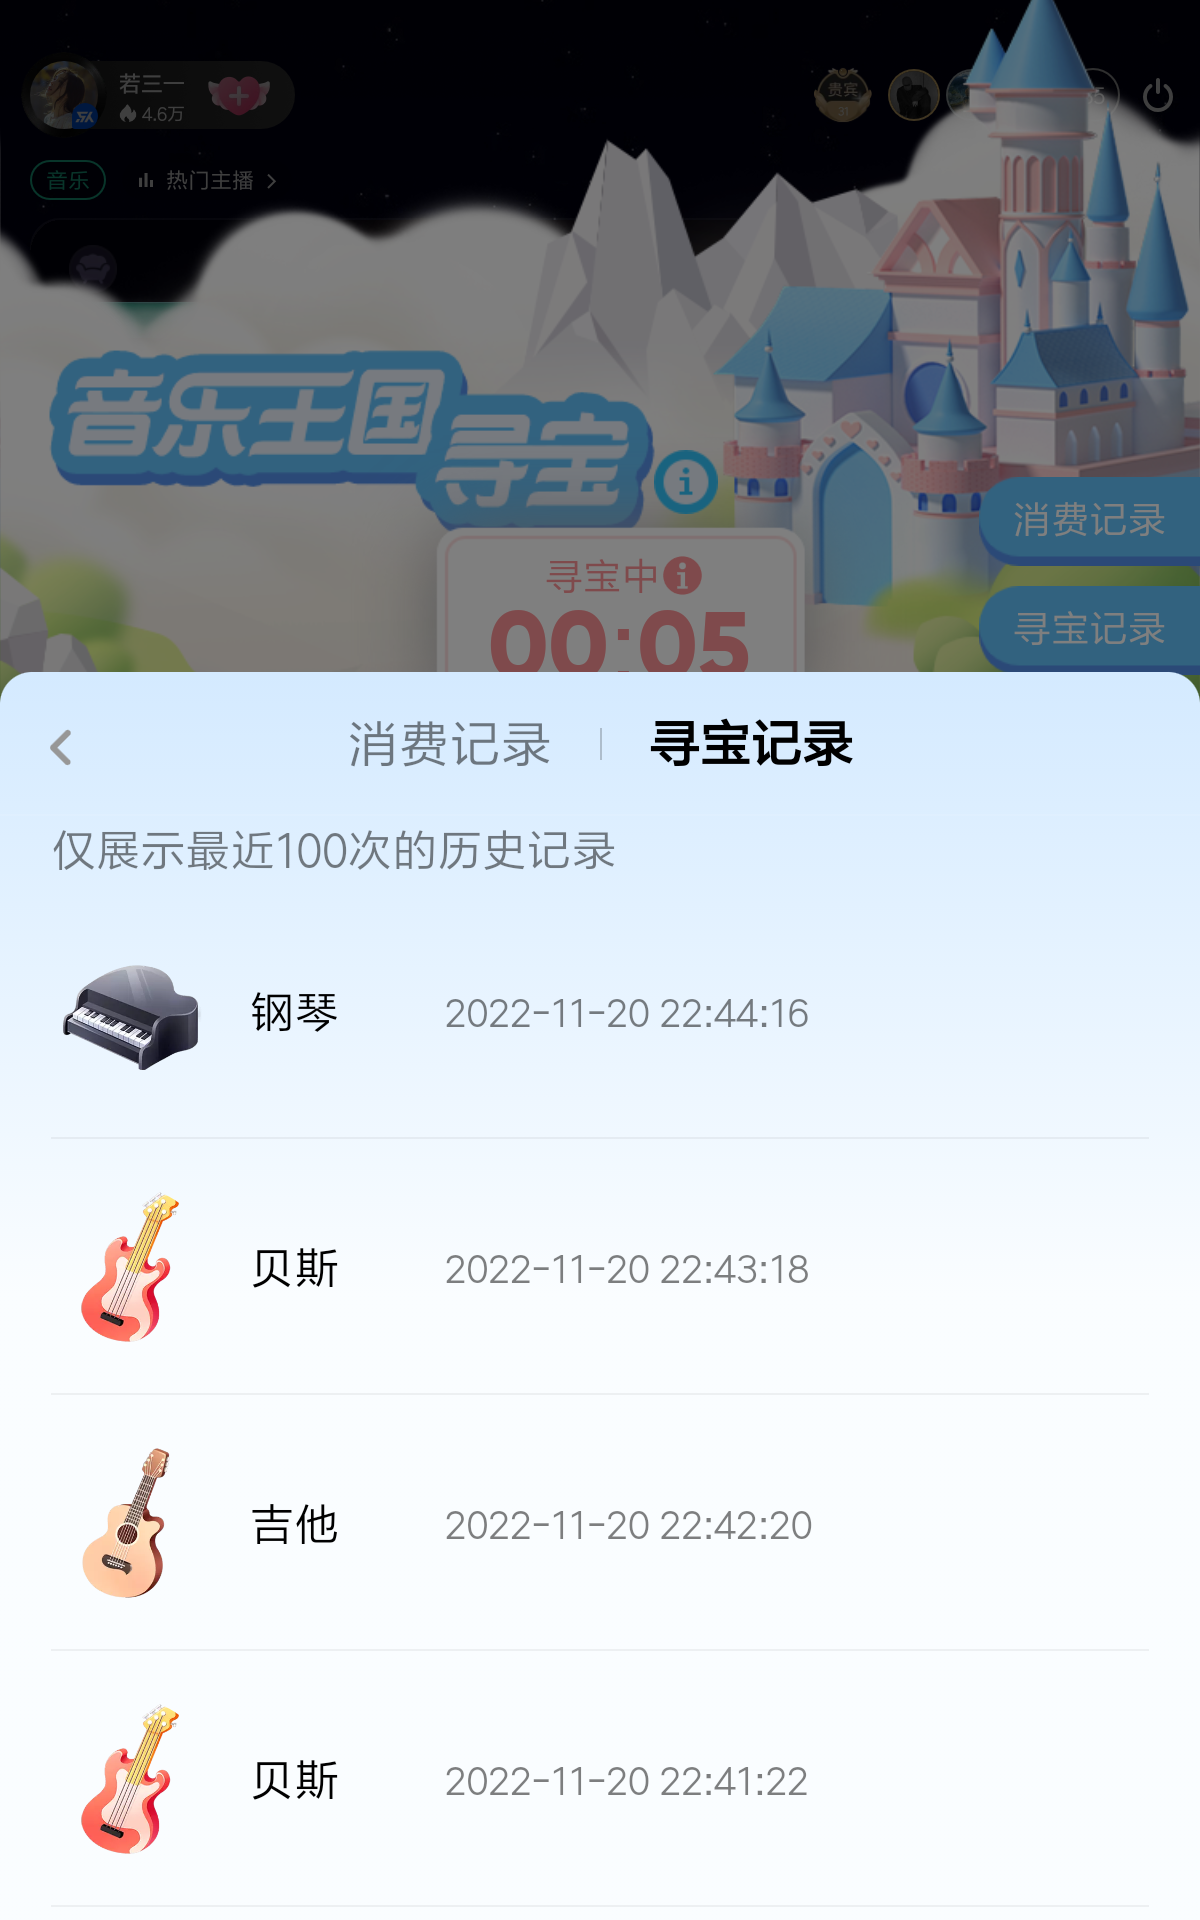 若三一
4.6万
贵宾
31
音乐
热门主播
音乐王国
寻宝
消费记录
寻宝中
00:05
寻宝记录
消费记录
寻宝记录
仅展示最近100次的历史记录
钢琴
2022-11-20 22:44:16
贝斯
2022-11-20 22:43:18
吉他
2022-11-20 22:42:20
贝斯
2022-11-20 22:41:22